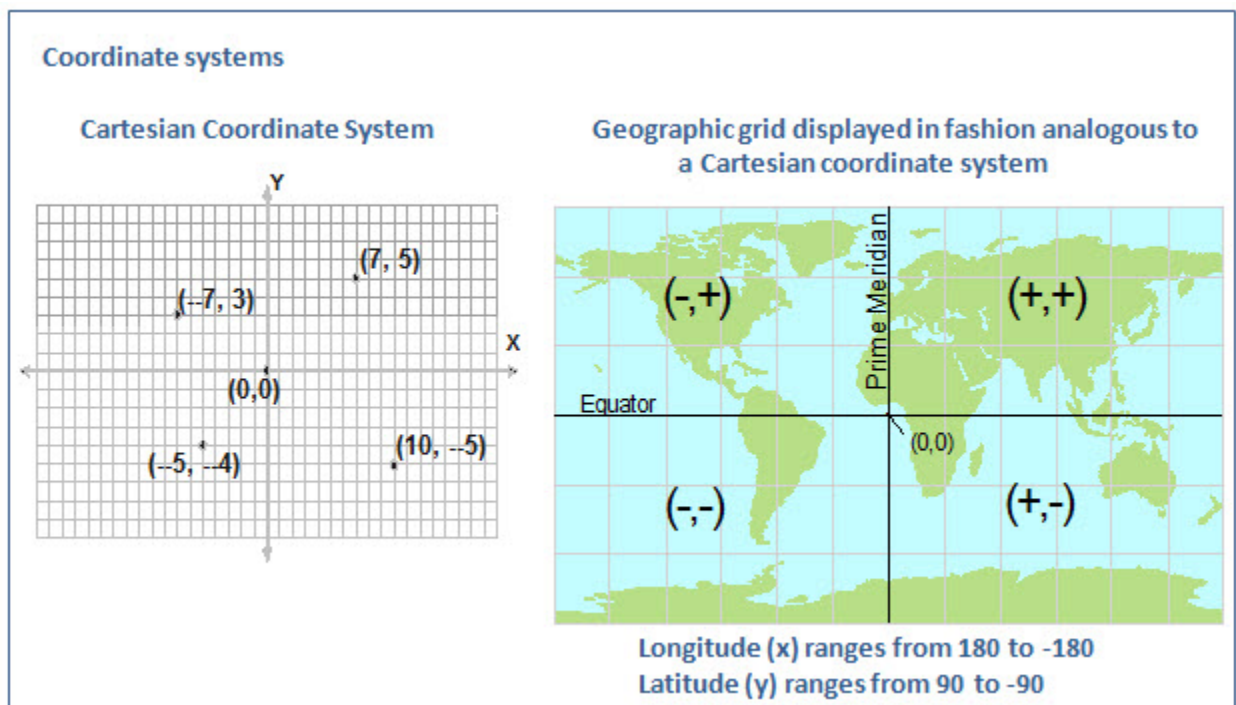 Coordinate systems
Cartesian Coordinate System
Y
(7, 5)
(--7, 3)
X
(0,0)
(10, --5)
(--5, --4)
Geographic grid displayed in fashion analogous to
a Cartesian coordinate system
Prime Meridian
(-,+)
(+,+)
Equator
(0,0)
(-,-)
(+,-)
Longitude (x) ranges from 180 to -180
Latitude (y) ranges from 90 to -90